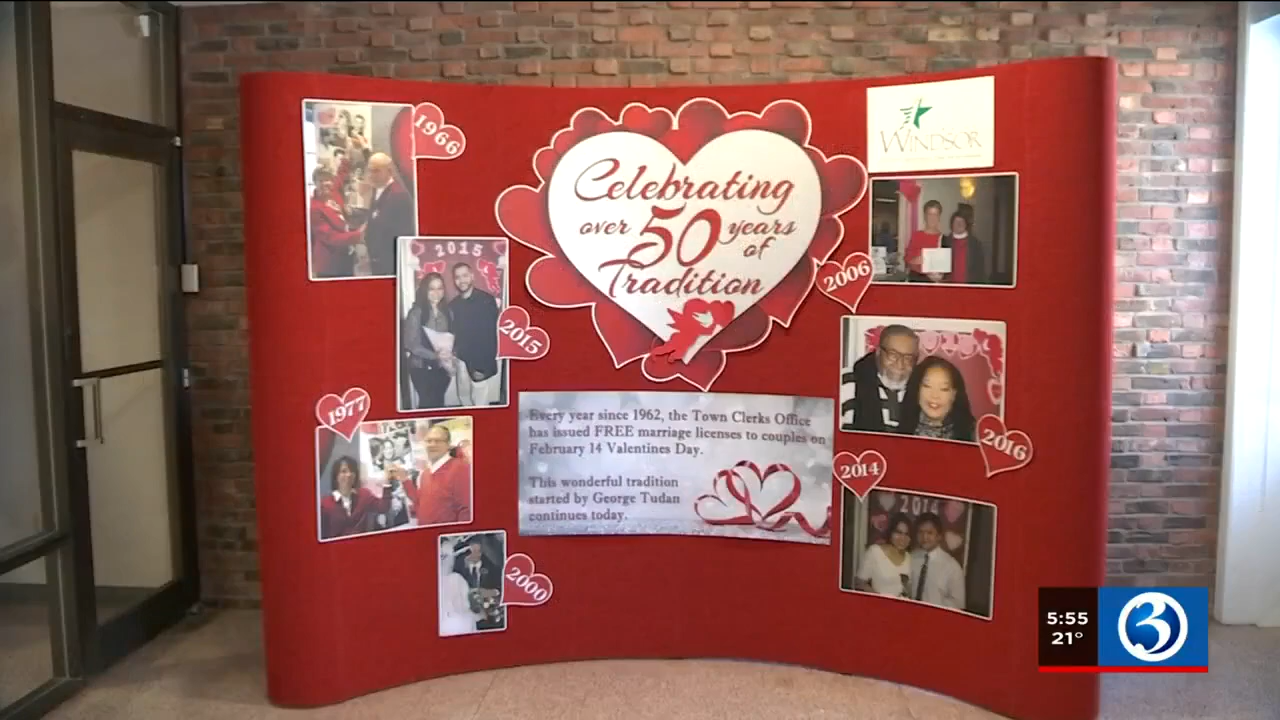 1966
WINDSOR
2015
Celebrating
over 50 years
of
Tradition
2006
2015
1977
Every year since 1962, the Town Clerks Office
has issued FREE marriage licenses to couples on
February 14 Valentines Day.
This wonderful tradition
started by George Tudan
continues today.
2016
2014
2014
2000
5:55
21°
3